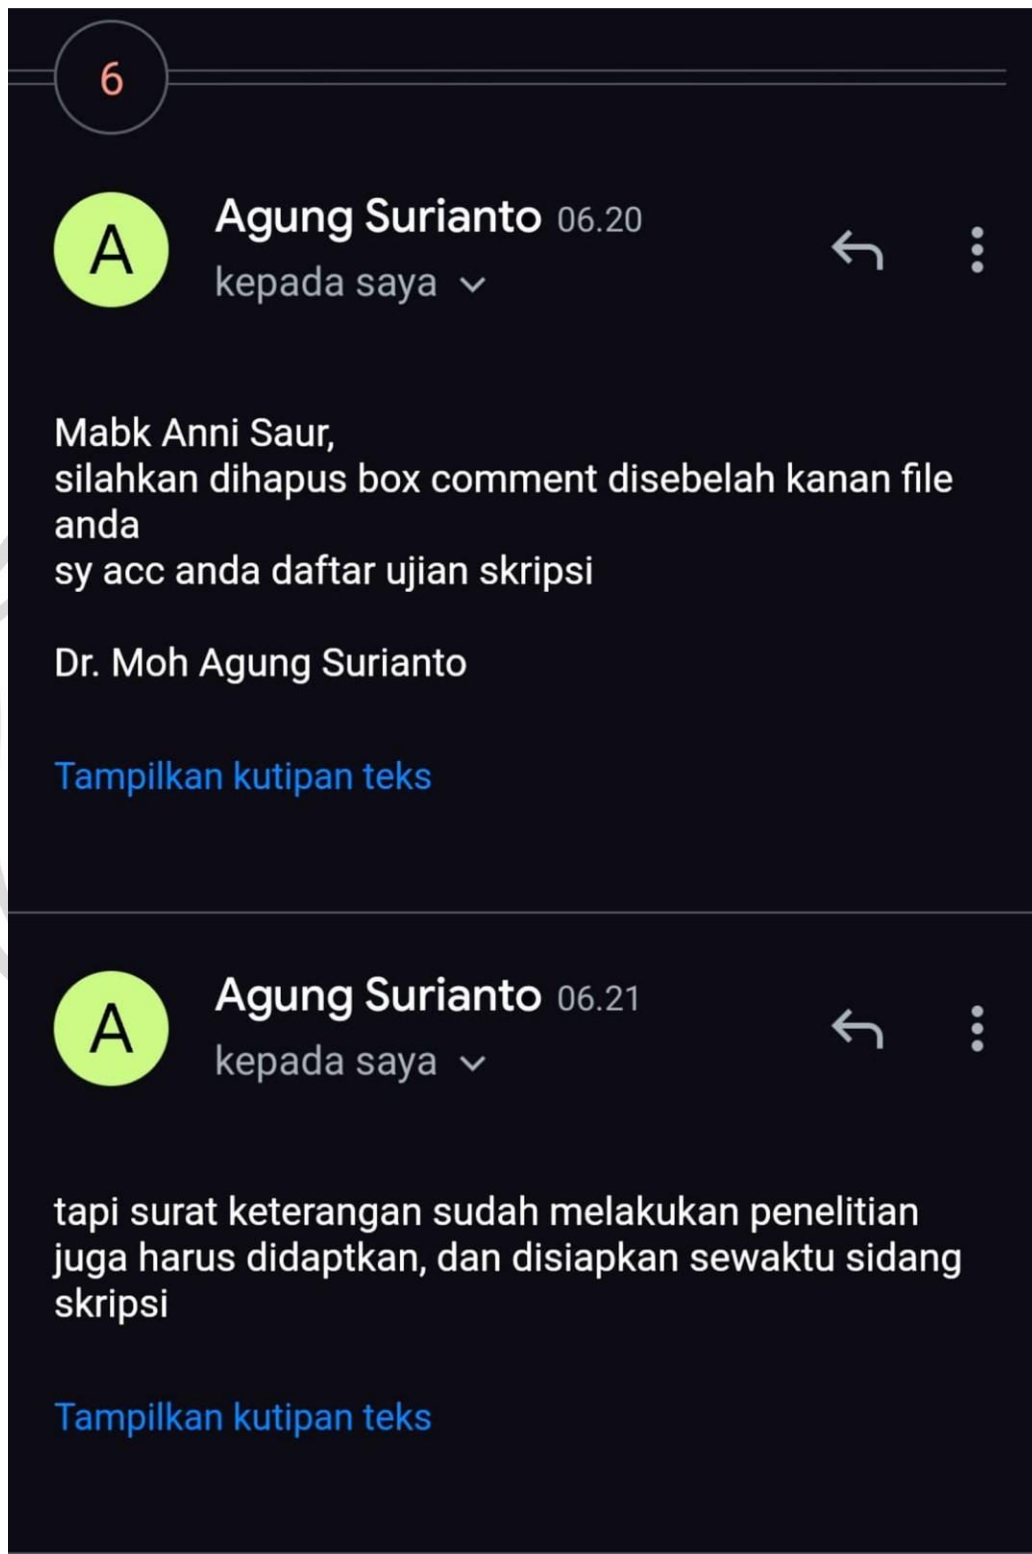 6
A
Agung Surianto 06.20
kepada saya
Mabk Anni Saur,
silahkan dihapus box comment disebelah kanan file
anda
sy acc anda daftar ujian skripsi
Dr. Moh Agung Surianto
Tampilkan kutipan teks
A
Agung Surianto 06.21
kepada saya
tapi surat keterangan sudah melakukan penelitian
juga harus didaptkan, dan disiapkan sewaktu sidang
skripsi
Tampilkan kutipan teks